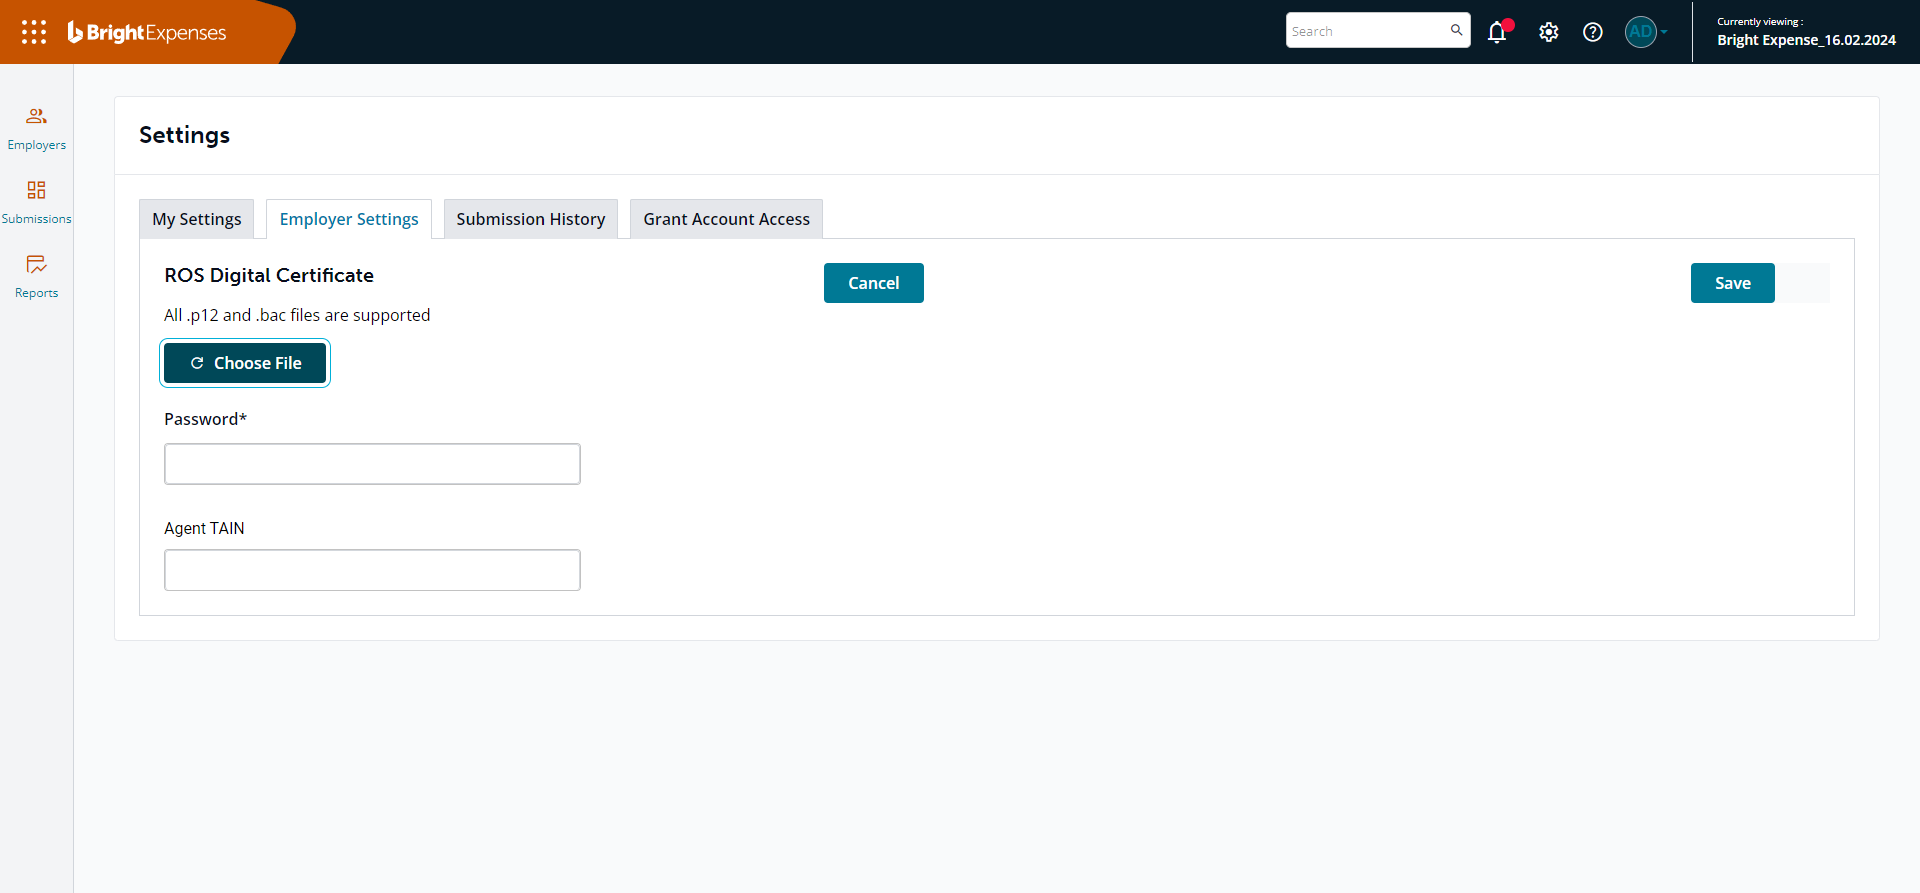 BrightExpenses
Search
AD
Currently viewing :
Bright Expense_16.02.2024
Employers
Submissions
Reports
Settings
My Settings
Employer Settings
Submission History
Grant Account Access
ROS Digital Certificate
Cancel
Save
All .p12 and .bac files are supported
Choose File
Password*
Agent TAIN